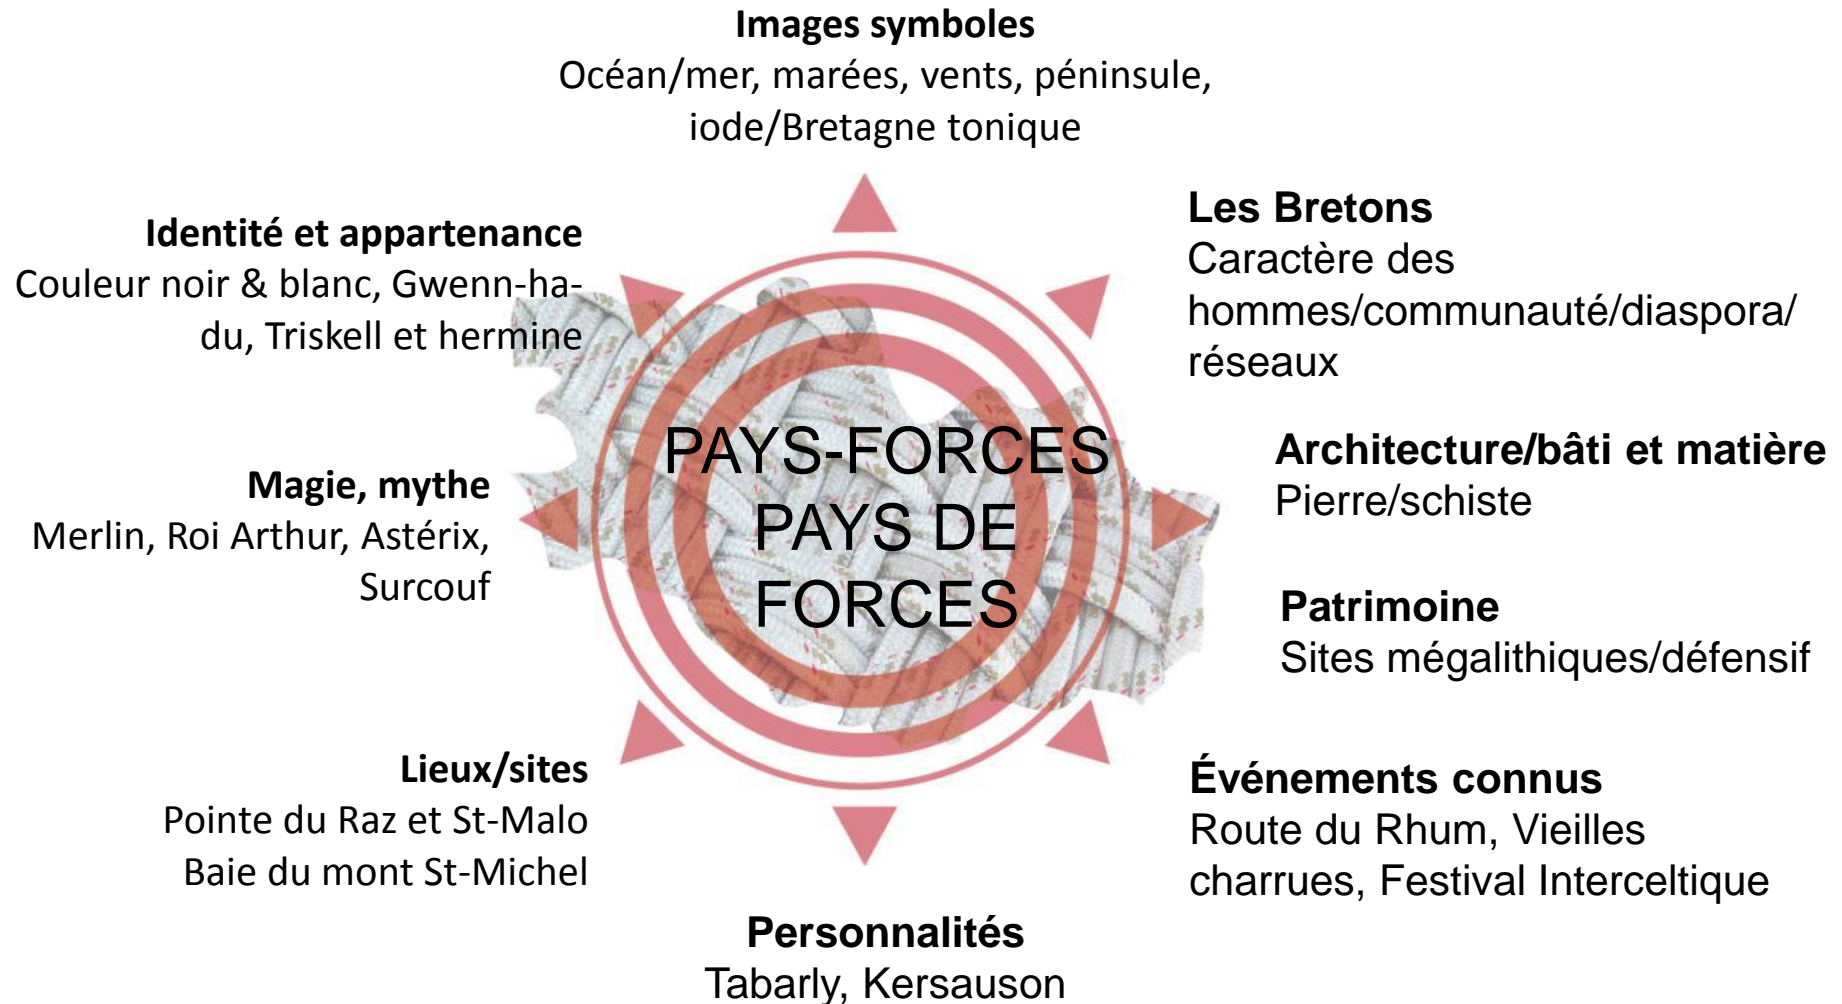 Images symboles
Océan/mer, marées, vents, péninsule,
iode/Bretagne tonique
Identité et appartenance
Couleur noir & blanc, Gwenn-ha-
du, Triskell et hermine
Magie, mythe
Merlin, Roi Arthur, Astérix,
Surcouf
Lieux/sites
Pointe du Raz et St-Malo
Baie du mont St-Michel
PAYS-FORCES
PAYS DE
FORCES
Les Bretons
Caractère des
hommes/communauté/diaspora/
réseaux
Architecture/bâti et matière
Pierre/schiste
Patrimoine
Sites mégalithiques/défensif
Événements connus
Route du Rhum, Vieilles
charrues, Festival Interceltique
Personnalités
Tabarly, Kersauson